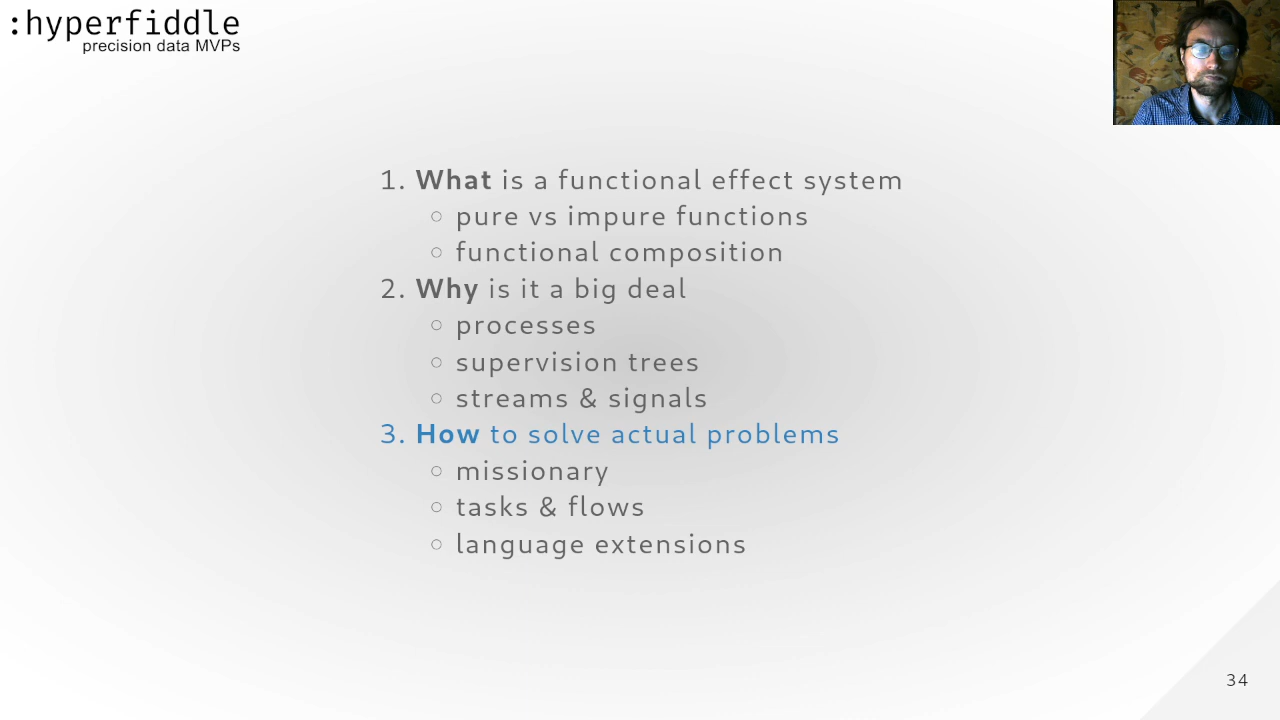 :hyperfiddle
precision data MVPs
1. What is a functional effect system
○ pure vs impure functions
○ functional composition
2. Why is it a big deal
○ processes
○ supervision trees
○ streams & signals
3. How to solve actual problems
○ missionary
○ tasks & flows
○ language extensions
34